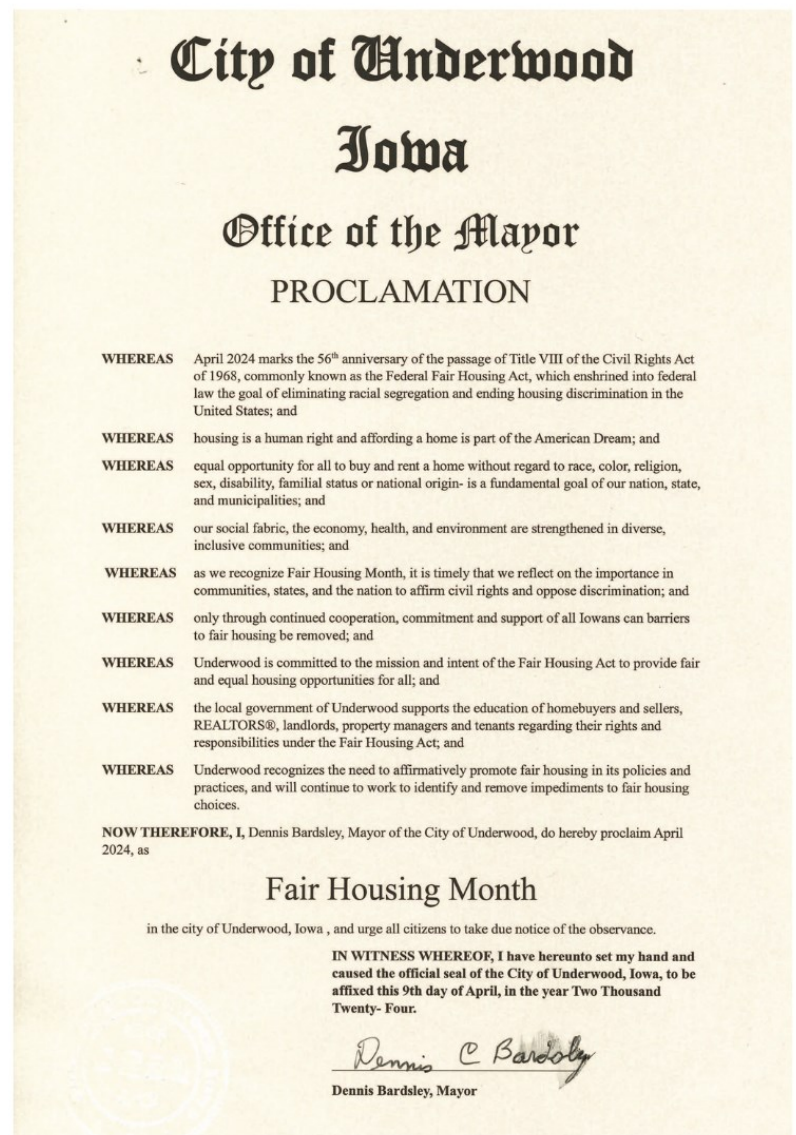 City of Underwood
Iowa
Office of the Mayor
PROCLAMATION
WHEREAS April 2024 marks the 56th anniversary of the passage of Title VIII of the Civil Rights Act
of 1968, commonly known as the Federal Fair Housing Act, which enshrined into federal
law the goal of eliminating racial segregation and ending housing discrimination in the
United States; and
WHEREAS housing is a human right and affording a home is part of the American Dream; and
WHEREAS equal opportunity for all to buy and rent a home without regard to race, color, religion,
sex, disability, familial status or national origin- is a fundamental goal of our nation, state,
and municipalities; and
WHEREAS our social fabric, the economy, health, and environment are strengthened in diverse,
inclusive communities; and
WHEREAS as we recognize Fair Housing Month, it is timely that we reflect on the importance in
communities, states, and the nation to affirm civil rights and oppose discrimination; and
WHEREAS only through continued cooperation, commitment and support of all Iowans can barriers
to fair housing be removed; and
WHEREAS Underwood is committed to the mission and intent of the Fair Housing Act to provide fair
and equal housing opportunities for all; and
WHEREAS the local government of Underwood supports the education of homebuyers and sellers,
REALTORS®, landlords, property managers and tenants regarding their rights and
responsibilities under the Fair Housing Act; and
WHEREAS Underwood recognizes the need to affirmatively promote fair housing in its policies and
practices, and will continue to work to identify and remove impediments to fair housing
choices.
NOW THEREFORE, I, Dennis Bardsley, Mayor of the City of Underwood, do hereby proclaim April
2024, as
Fair Housing Month
in the city of Underwood, Iowa , and urge all citizens to take due notice of the observance.
IN WITNESS WHEREOF, I have hereunto set my hand and
caused the official seal of the City of Underwood, Iowa, to be
affixed this 9th day of April, in the year Two Thousand
Twenty- Four.
Dennis C Bardsley
Dennis Bardsley, Mayor